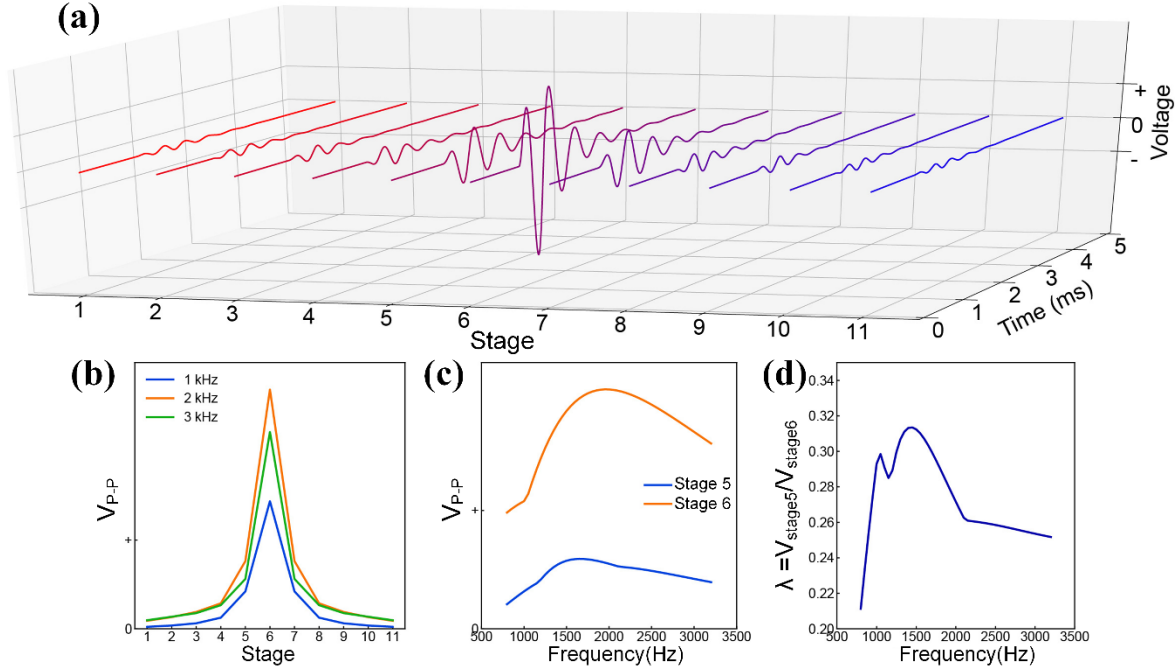 (a)
+
0
-
Voltage
1 2 3 4 5 6 7 8 9 10 11
Stage
0 1 2 3 4 5
Time (ms)
(b)
1 kHz
2 kHz
3 kHz
V_P-P
+
0
1 2 3 4 5 6 7 8 9 10 11
Stage
(c)
Stage 5
Stage 6
V_P-P
+
0
500 1000 1500 2000 2500 3000 3500
Frequency(Hz)
(d)
λ =V_stage5/V_stage6
0.34
0.32
0.30
0.28
0.26
0.24
0.22
0.20
500 1000 1500 2000 2500 3000 3500
Frequency(Hz)